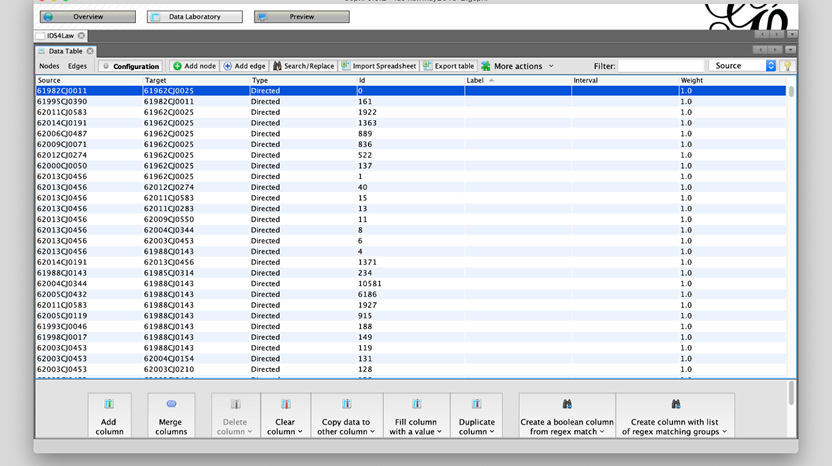 Overview Data Laboratory Preview
IDS4Law
Data Table
Nodes Edges Configuration Add node Add edge Search/Replace Import Spreadsheet Export table More actions Filter: Source
Source Target Type Id Label Interval Weight
61982CJ0011 61962CJ0025 Directed 0 1.0
61995CJ0390 61982CJ0011 Directed 161 1.0
62011CJ0583 61962CJ0025 Directed 1922 1.0
62014CJ0191 61962CJ0025 Directed 1363 1.0
62006CJ0487 61962CJ0025 Directed 889 1.0
62009CJ0071 61962CJ0025 Directed 836 1.0
62012CJ0274 61962CJ0025 Directed 522 1.0
62000CJ0050 61962CJ0025 Directed 137 1.0
62013CJ0456 61962CJ0025 Directed 1 1.0
62013CJ0456 62012CJ0274 Directed 40 1.0
62013CJ0456 62011CJ0583 Directed 15 1.0
62013CJ0456 62011CJ0283 Directed 13 1.0
62013CJ0456 62009CJ0550 Directed 11 1.0
62013CJ0456 62004CJ0344 Directed 8 1.0
62013CJ0456 62003CJ0453 Directed 6 1.0
62013CJ0456 61988CJ0143 Directed 4 1.0
62014CJ0191 62013CJ0456 Directed 1371 1.0
61988CJ0143 61985CJ0314 Directed 234 1.0
62004CJ0344 61988CJ0143 Directed 10581 1.0
62005CJ0432 61988CJ0143 Directed 6186 1.0
62011CJ0583 61988CJ0143 Directed 1927 1.0
62005CJ0119 61988CJ0143 Directed 915 1.0
61993CJ0046 61988CJ0143 Directed 188 1.0
61998CJ0017 61988CJ0143 Directed 149 1.0
62003CJ0453 61988CJ0143 Directed 119 1.0
62003CJ0453 62004CJ0154 Directed 131 1.0
62003CJ0453 62003CJ0210 Directed 128 1.0
Add column Merge columns Delete column Clear column Copy data to other column Fill column with a value Duplicate column Create a boolean column from regex match Create column with list of regex matching groups